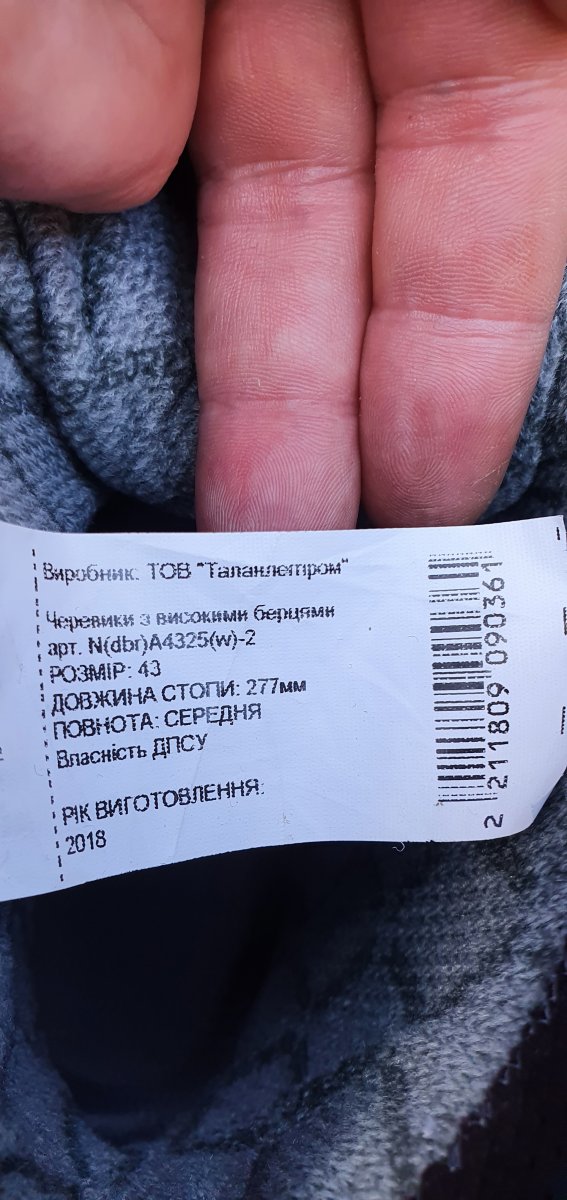 Виробник: ТОВ "Таланлегпром"
Черевики з високими берцями
арт. N(dbr)A4325(w)-2
РОЗМІР: 43
ДОВЖИНА СТОПИ: 277мм
ПОВНОТА: СЕРЕДНЯ
Власність ДПСУ
РІК ВИГОТОВЛЕННЯ:
2018
2 211809 090361